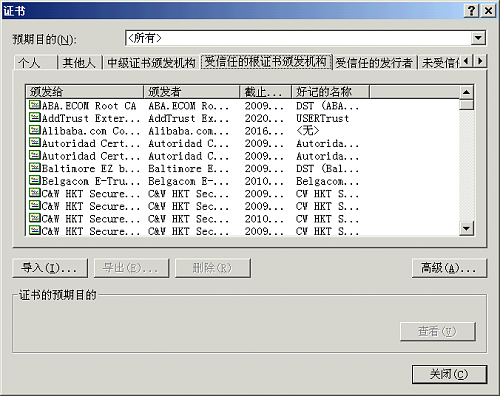 证书
预期目的(N):
<所有>
个人 其他人 中级证书颁发机构 受信任的根证书颁发机构 受信任的发行者 未受信任
颁发给 颁发者 截止... 好记的名称
ABA.ECOM Root CA ABA.ECOM Ro... 2009... DST (ABA...
AddTrust Exter... AddTrust Ex... 2020... USERTrust
Alibaba.com Co... Alibaba.com... 2016... <无>
Autoridad Cert... Autoridad C... 2009... Autorida...
Autoridad Cert... Autoridad C... 2009... Autorida...
Baltimore EZ b... Baltimore E... 2009... DST (Bal...
Belgacom E-Tru... Belgacom E-... 2010... Belgacom...
C&W HKT Secure... C&W HKT Sec... 2009... CW HKT S...
C&W HKT Secure... C&W HKT Sec... 2009... CW HKT S...
C&W HKT Secure... C&W HKT Sec... 2010... CW HKT S...
C&W HKT Secure... C&W HKT Sec... 2009... CW HKT S...
导入(I)... 导出(E)... 删除(R) 高级(A)...
证书的预期目的
查看(V)
关闭(C)